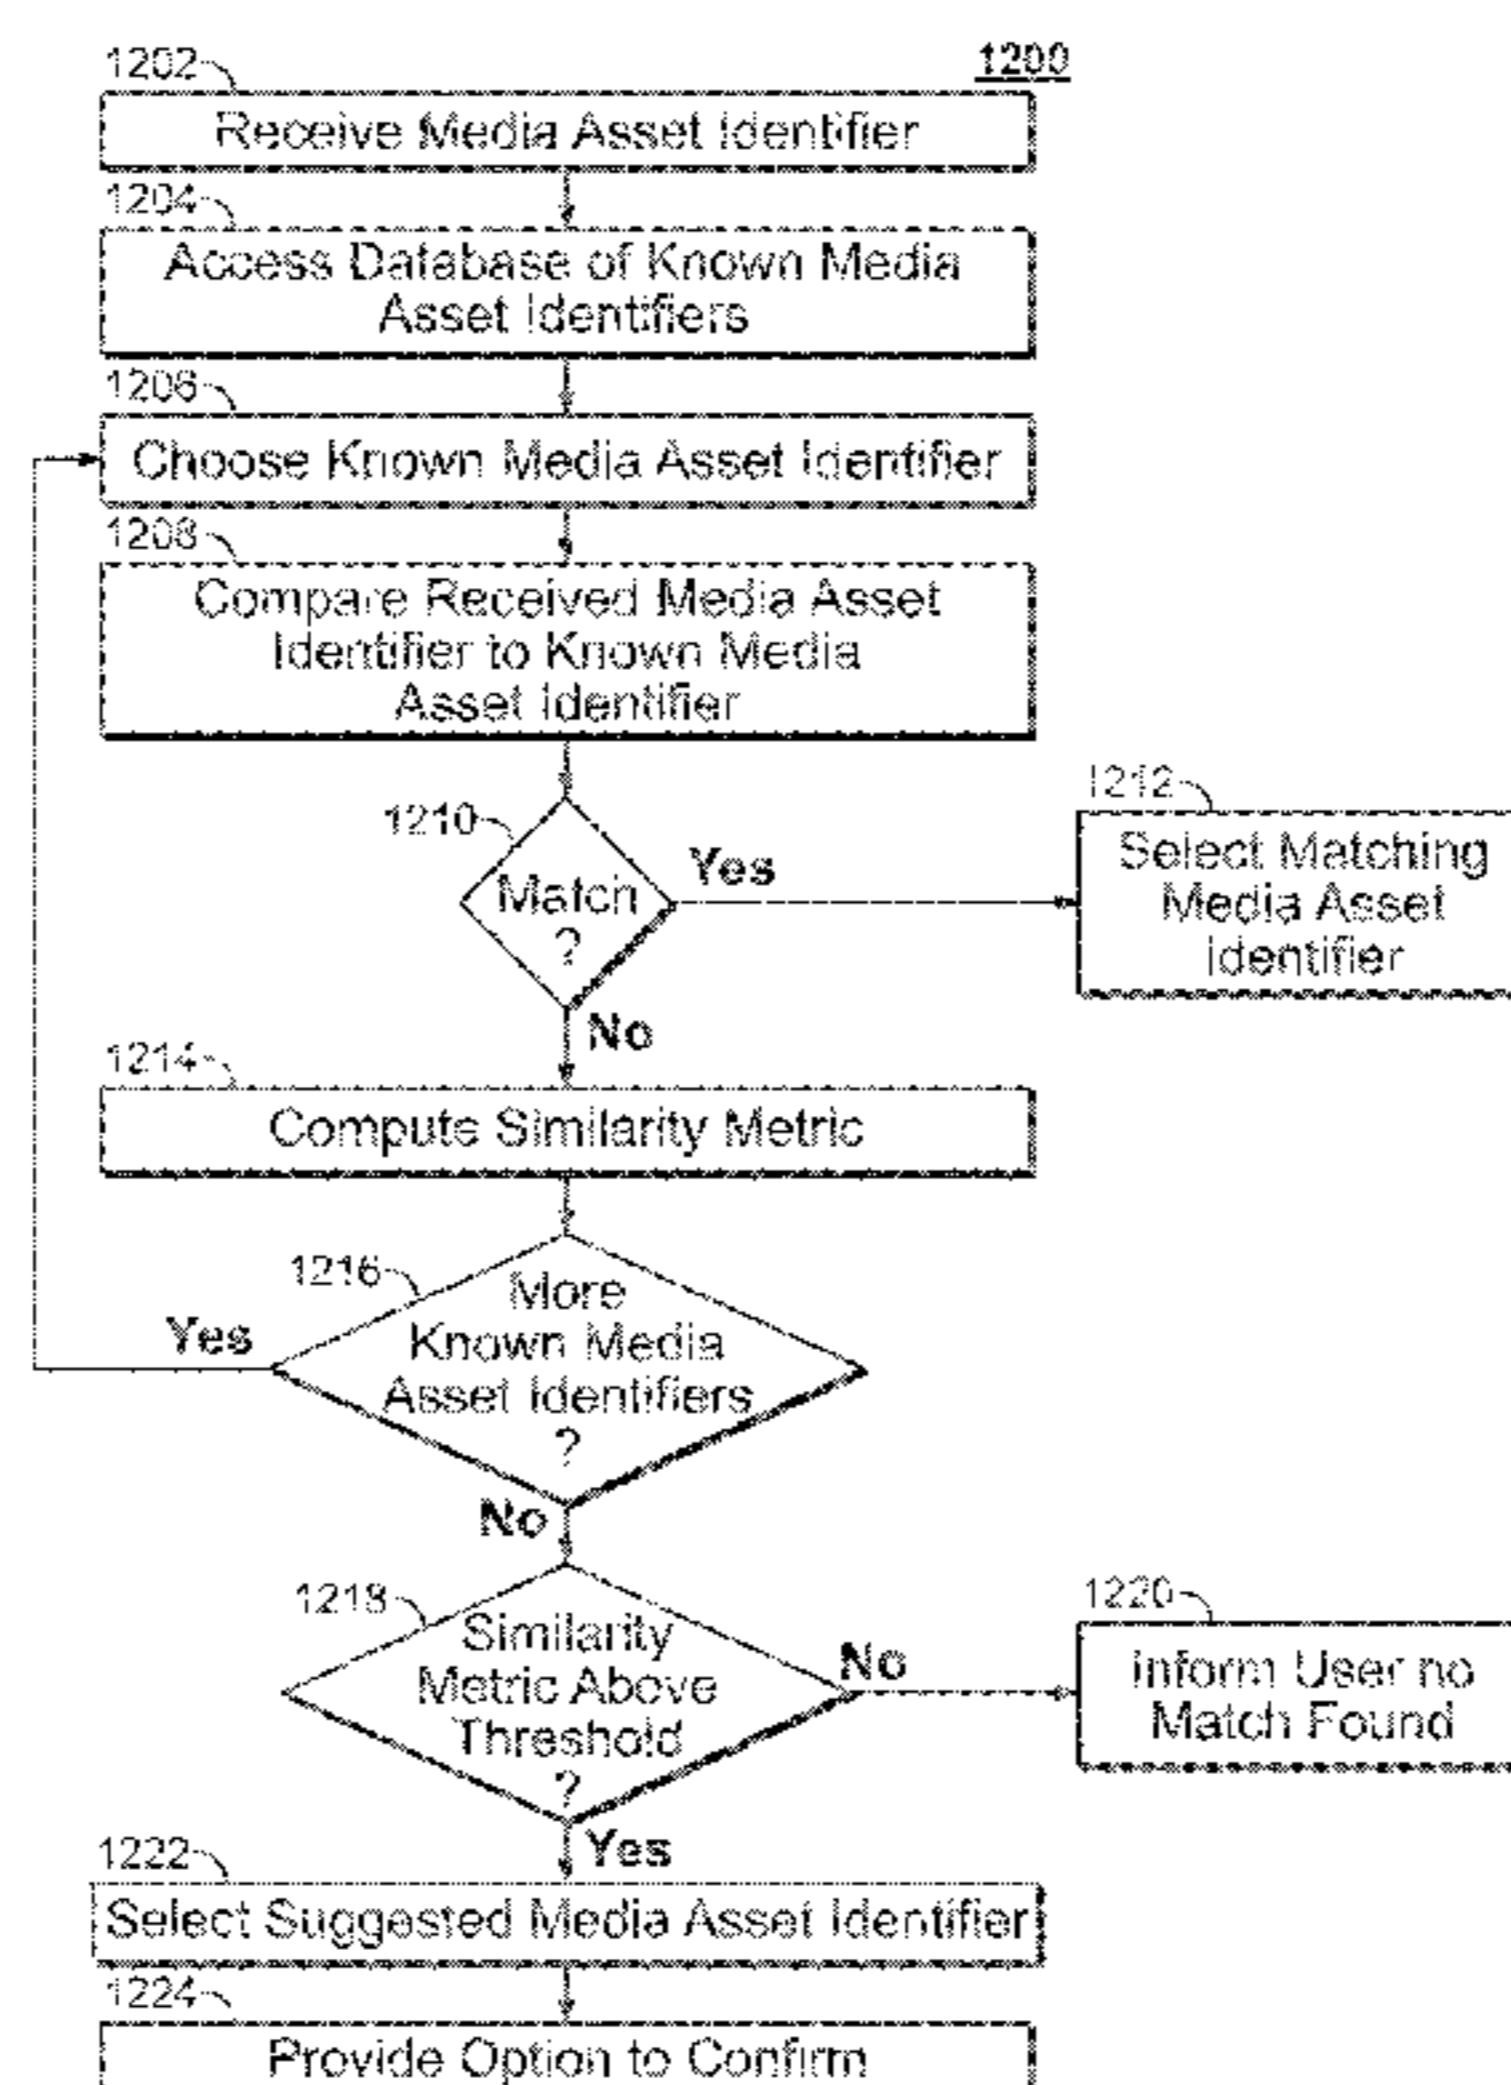 1200
1202
Receive Media Asset Identifier
1204
Access Database of Known Media
Asset Identifiers
1206
Choose Known Media Asset Identifier
1208
Compare Received Media Asset
Identifier to Known Media
Asset Identifier
1210
Match
?
Yes
1212
Select Matching
Media Asset
Identifier
No
1214
Compute Similarity Metric
1216
More
Known Media
Asset Identifiers
?
Yes
No
1218
Similarity
Metric Above
Threshold
?
No
1220
Inform User no
Match Found
Yes
1222
Select Suggested Media Asset Identifier
1224
Provide Option to Confirm